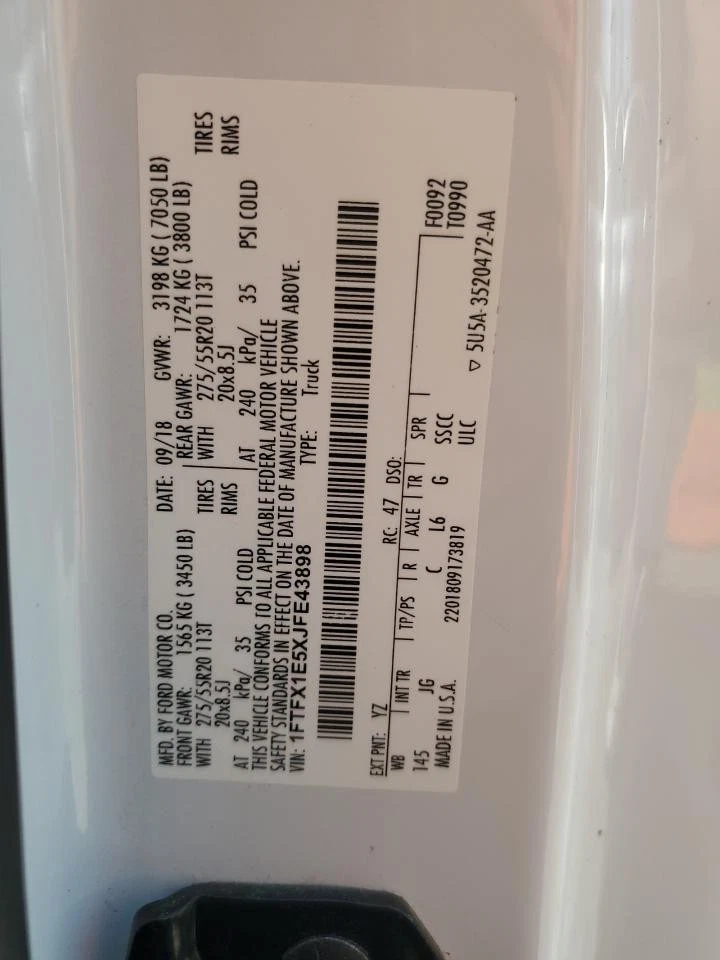 MFD. BY FORD MOTOR CO. DATE: 09/18 GVWR: 3198 KG ( 7050 LB)
FRONT GAWR: 1565 KG ( 3450 LB) REAR GAWR: 1724 KG ( 3800 LB)
WITH 275/55R20 113T TIRES WITH 275/55R20 113T TIRES
20x8.5J RIMS 20x8.5J RIMS
AT 240 kPa/ 35 PSI COLD AT 240 kPa/ 35 PSI COLD
THIS VEHICLE CONFORMS TO ALL APPLICABLE FEDERAL MOTOR VEHICLE
SAFETY STANDARDS IN EFFECT ON THE DATE OF MANUFACTURE SHOWN ABOVE.
VIN: 1FTFX1E5XJFE43898 TYPE: Truck
EXT PNT: YZ RC: 47 DSO: F0092
WB INT TR TP/PS R AXLE TR SPR T0990
145 JG C L6 G SSCC
MADE IN U.S.A. 2201809173819 ULC ▽ 5U5A-3520472-AA